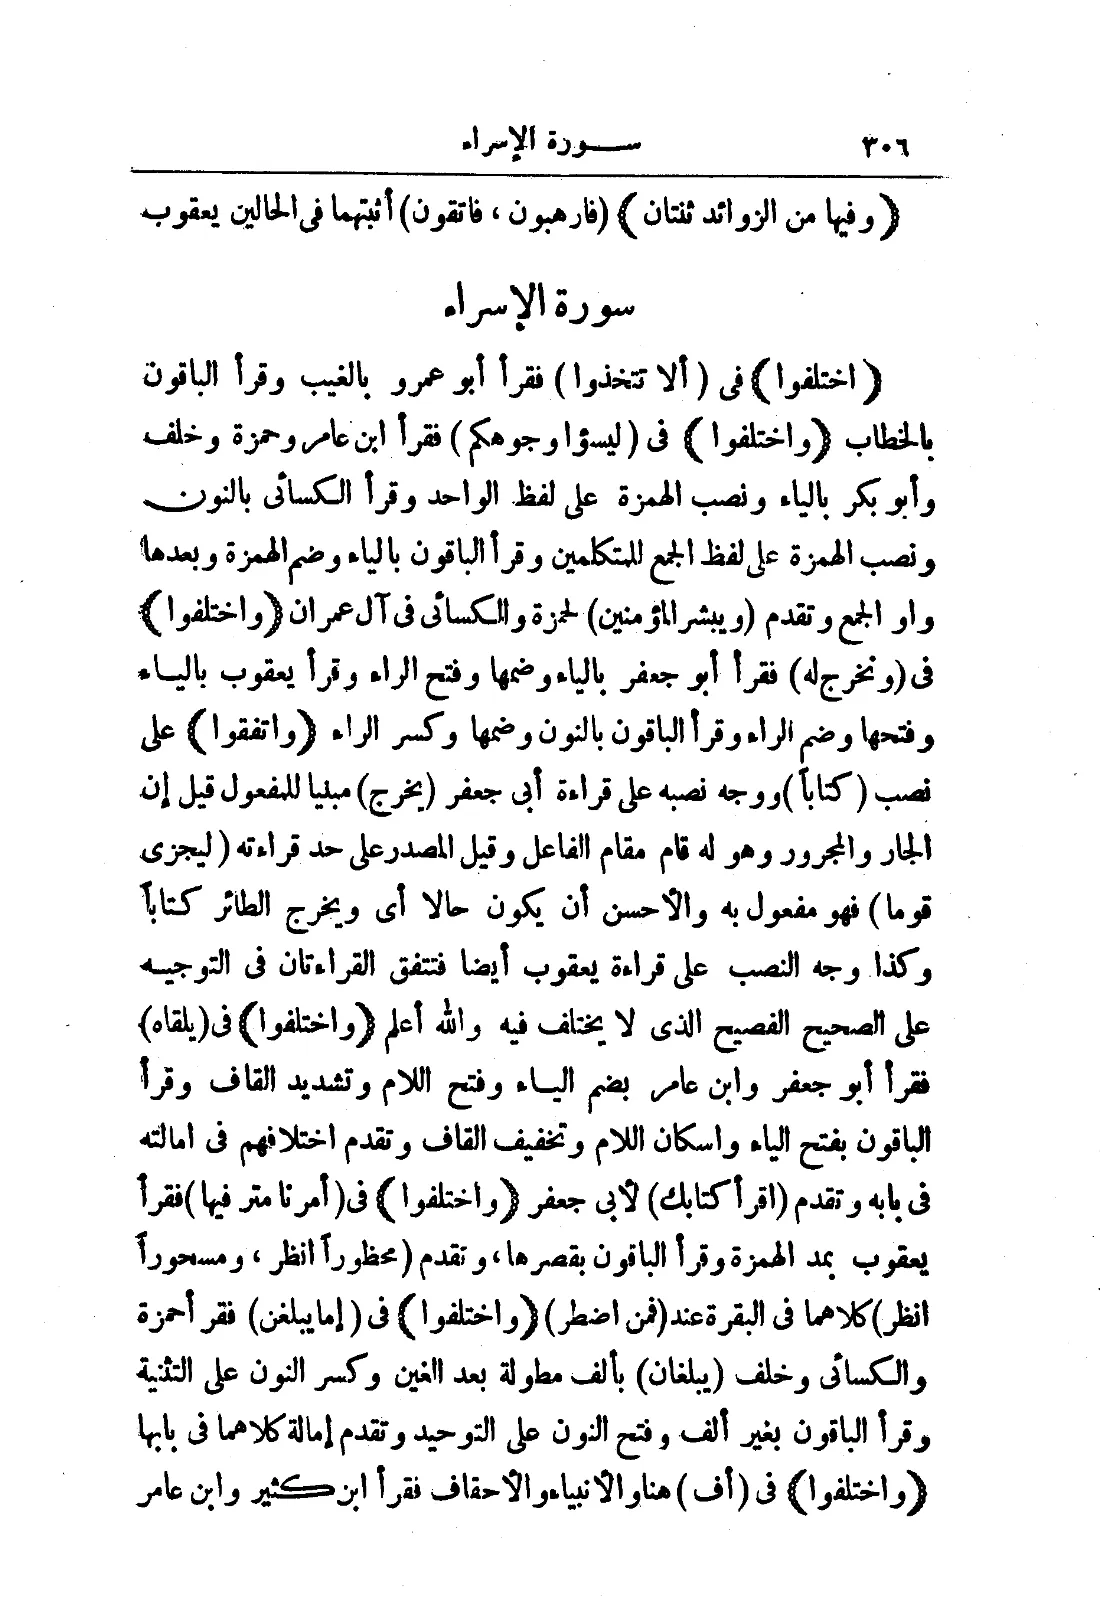 ٣٠٦ ســـورة الإسراء
﴿ وفيها من الزوائد ثنتان ﴾ (فارهبون ، فاتقون) أثبتهما فى الحالين يعقوب
سورة الإسراء
﴿ اختلفوا ﴾ فى ( ألا تتخذوا ) فقرأ أبو عمرو بالغيب وقرأ الباقون
بالخطاب ﴿ واختلفوا ﴾ فى ( ليسؤا وجوهكم ) فقرأ ابن عامر وحمزة وخلف
وأبو بكر بالياء ونصب الهمزة على لفظ الواحد وقرأ الكسائى بالنون
ونصب الهمزة على لفظ الجمع للمتكلمين وقرأ الباقون بالياء وضم الهمزة وبعدها
واو الجمع وتقدم (ويبشر المؤمنين) لحمزة والكسائى فى آل عمران ﴿ واختلفوا ﴾
فى (ونخرج له) فقرأ أبو جعفر بالياء وضمها وفتح الراء وقرأ يعقوب باليـاء
وفتحها وضم الراء وقرأ الباقون بالنون وضمها وكسر الراء ﴿ واتفقوا ﴾ على
نصب ( كتاباً ) ووجه نصبه على قراءة أبى جعفر (يخرج) مبنيا للمفعول قيل إن
الجار والمجرور وهو له قام مقام الفاعل وقيل المصدر على حد قراءته ( ليجزى
قوما ) فهو مفعول به والأحسن أن يكون حالا أى ويخرج الطائر كتاباً
وكذا وجه النصب على قراءة يعقوب أيضا فتتفق القراءتان فى التوجيـه
على الصحيح الفصيح الذى لا يختلف فيه والله أعلم ﴿ واختلفوا ﴾ فى (يلقاه)
فقرأ أبو جعفر وابن عامر بضم اليـاء وفتح اللام وتشديد القاف وقرأ
الباقون بفتح الياء واسكان اللام وتخفيف القاف وتقدم اختلافهم فى امالته
فى بابه وتقدم (اقرأ كتابك) لأبى جعفر ﴿ واختلفوا ﴾ فى ( أمرنا مترفيها ) فقرأ
يعقوب بمد الهمزة وقرأ الباقون بقصرها، وتقدم (محظوراً انظر ، ومسحوراً
انظر) كلاهما فى البقرة عند (فمن اضطر) ﴿ واختلفوا ﴾ فى ( إما يبلغن) فقرأ حمزة
والكسائى وخلف (يبلغان) بألف مطولة بعد الغين وكسر النون على التثنية
وقرأ الباقون بغير ألف وفتح النون على التوحيد وتقدم إمالة كلاهما فى بابها
﴿ واختلفوا ﴾ فى ( أف ) هنا والأنبياء والأحقاف فقرأ ابن كـثير وابن عامر